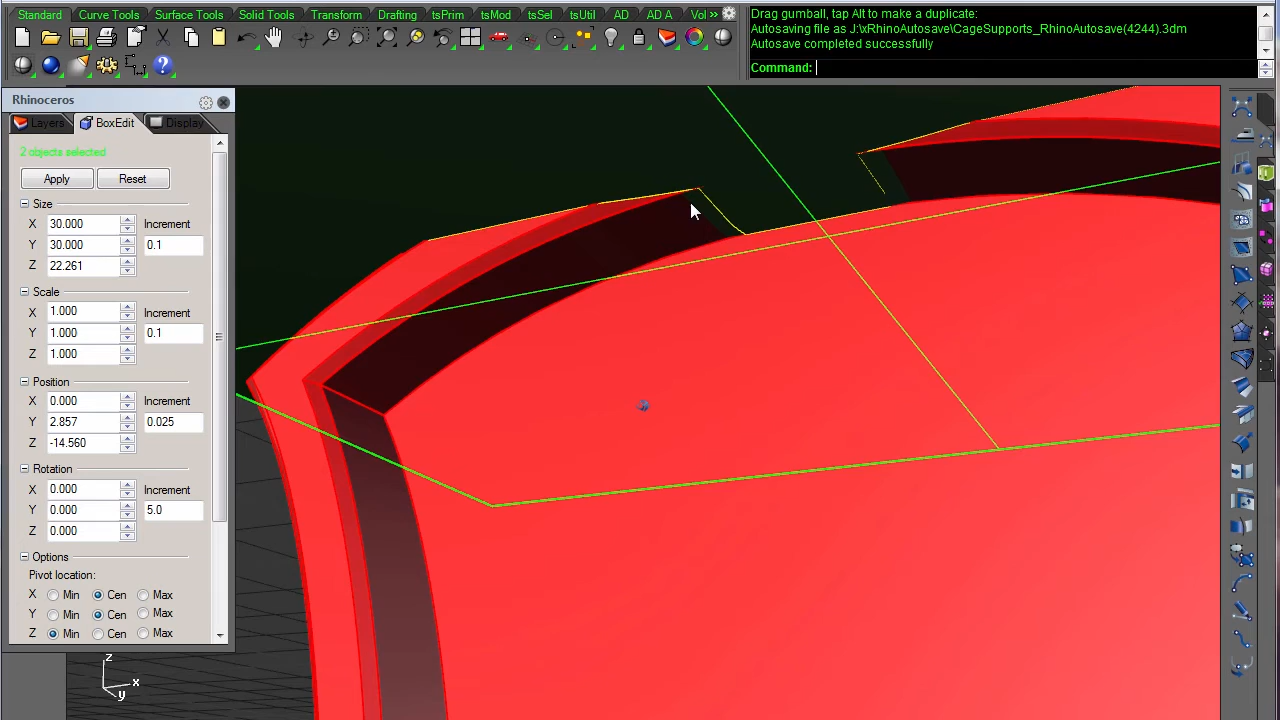 Standard Curve Tools Surface Tools Solid Tools Transform Drafting tsPrim tsMod tsSel tsUtil AD AD A Vol »
Drag gumball, tap Alt to make a duplicate:
Autosaving file as J:\xRhinoAutosave\CageSupports_RhinoAutosave(4244).3dm
Autosave completed successfully
Command:
Rhinoceros
Layers BoxEdit Display
2 objects selected
Apply Reset
Size
X 30.000 Increment
Y 30.000 0.1
Z 22.261
Scale
X 1.000 Increment
Y 1.000 0.1
Z 1.000
Position
X 0.000 Increment
Y 2.857 0.025
Z -14.560
Rotation
X 0.000 Increment
Y 0.000 5.0
Z 0.000
Options
Pivot location:
X Min Cen Max
Y Min Cen Max
Z Min Cen Max
z
x
y